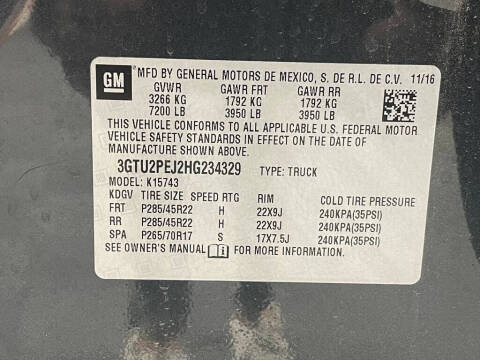 GM
MFD BY GENERAL MOTORS DE MEXICO, S. DE R.L. DE C.V. 11/16
GVWR GAWR FRT GAWR RR
3266 KG 1792 KG 1792 KG
7200 LB 3950 LB 3950 LB
THIS VEHICLE CONFORMS TO ALL APPLICABLE U.S. FEDERAL MOTOR
VEHICLE SAFETY STANDARDS IN EFFECT ON THE DATE OF
MANUFACTURE SHOWN ABOVE.
3GTU2PEJ2HG234329 TYPE: TRUCK
MODEL: K15743
KDGV TIRE SIZE SPEED RTG RIM COLD TIRE PRESSURE
FRT P285/45R22 H 22X9J 240KPA(35PSI)
RR P285/45R22 H 22X9J 240KPA(35PSI)
SPA P265/70R17 S 17X7.5J 240KPA(35PSI)
SEE OWNER'S MANUAL FOR MORE INFORMATION.